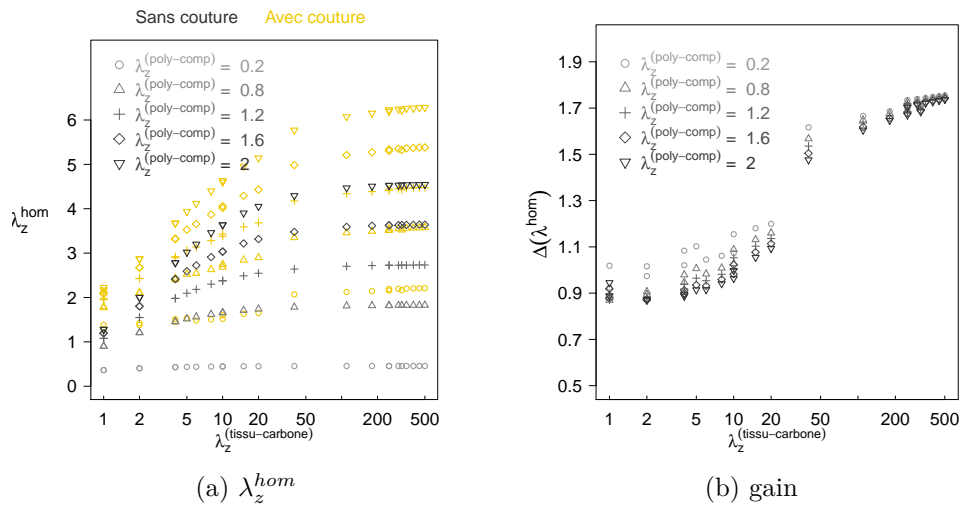 Sans couture Avec couture
λz(poly−comp) = 0.2
λz(poly−comp) = 0.8
λz(poly−comp) = 1.2
λz(poly−comp) = 1.6
λz(poly−comp) = 2
λzhom
6
5
4
3
2
1
0
1 2 5 10 20 50 200 500
λz(tissu−carbone)
(a) λzhom
λz(poly−comp) = 0.2
λz(poly−comp) = 0.8
λz(poly−comp) = 1.2
λz(poly−comp) = 1.6
λz(poly−comp) = 2
Δ(λhom)
1.9
1.7
1.5
1.3
1.1
0.9
0.7
0.5
1 2 5 10 20 50 200 500
λz(tissu−carbone)
(b) gain